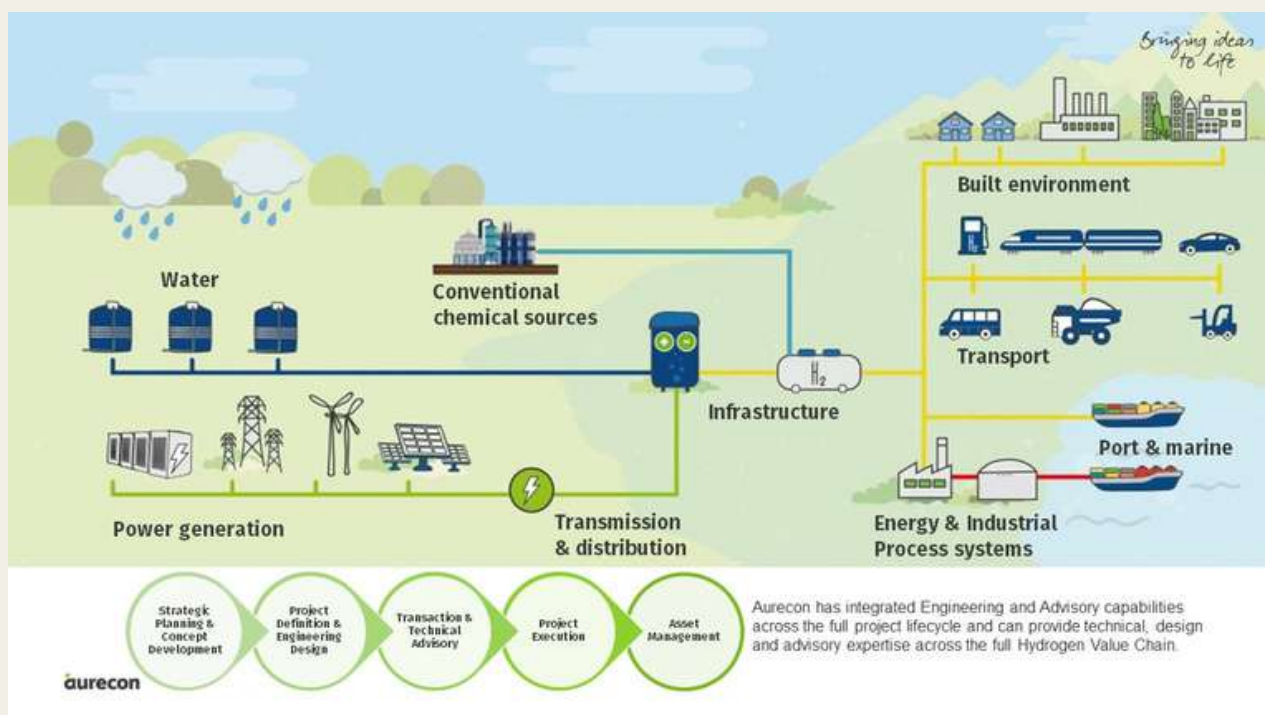 Bringing ideas
to life
Built environment
Water
Conventional
chemical sources
H2
Transport
Infrastructure
H2
Port & marine
Power generation
Transmission
& distribution
Energy & Industrial
Process systems
Strategic
Planning &
Concept
Development
Project
Definition &
Engineering
Design
Transaction &
Technical
Advisory
Project
Execution
Asset
Management
Aurecon has integrated Engineering and Advisory capabilities
across the full project lifecycle and can provide technical, design
and advisory expertise across the full Hydrogen Value Chain.
aurecon